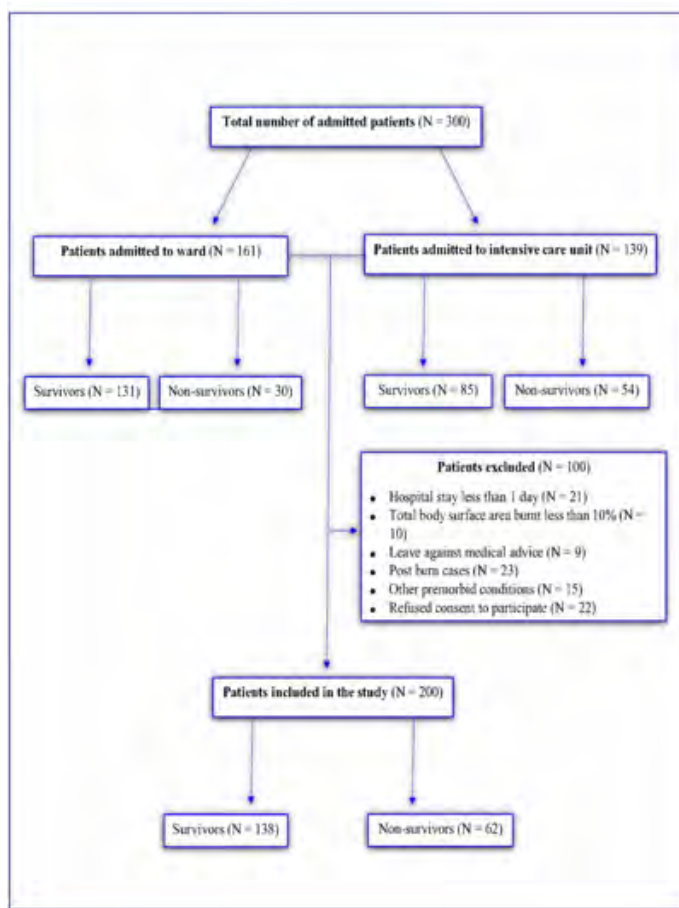 Total number of admitted patients (N = 300)
Patients admitted to ward (N = 161)
Patients admitted to intensive care unit (N = 139)
Survivors (N = 131)
Non-survivors (N = 30)
Survivors (N = 85)
Non-survivors (N = 54)
Patients excluded (N = 100)
• Hospital stay less than 1 day (N = 21)
• Total body surface area burnt less than 10% (N =
10)
• Leave against medical advice (N = 9)
• Post burn cases (N = 23)
• Other premorbid conditions (N = 15)
• Refused consent to participate (N = 22)
Patients included in the study (N = 200)
Survivors (N = 138)
Non-survivors (N = 62)